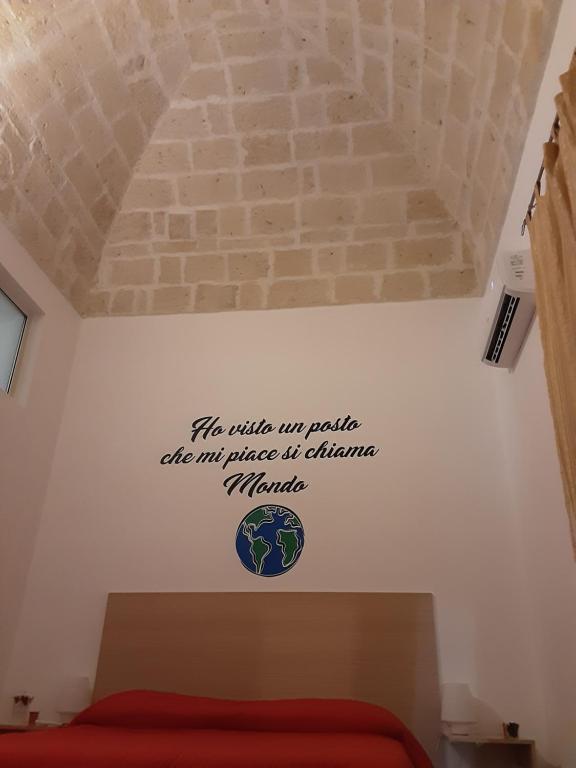 Ho visto un posto
che mi piace si chiama
Mondo